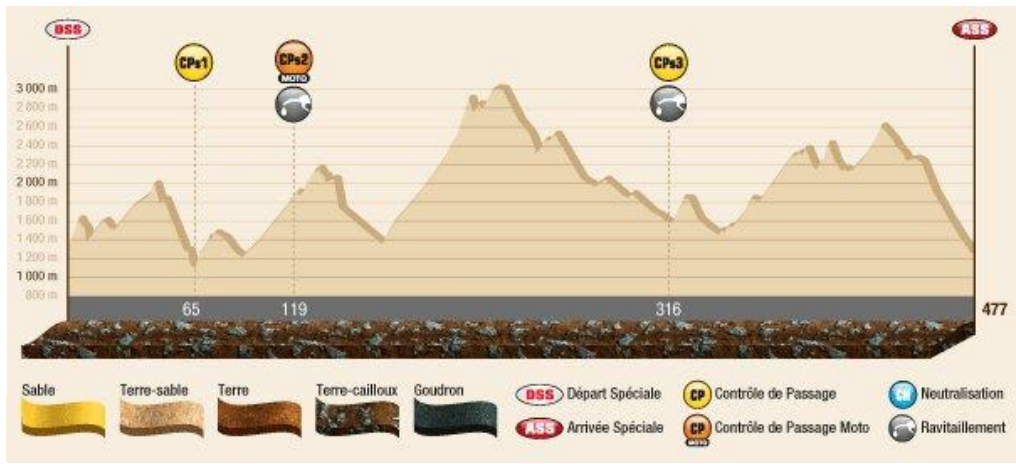 DSS
ASS
CPs1
CPs2
MOTO
CPs3
3 000 m
2 800 m
2 600 m
2 400 m
2 200 m
2 000 m
1 800 m
1 600 m
1 400 m
1 200 m
1 000 m
800 m
65
119
316
477
Sable
Terre-sable
Terre
Terre-cailloux
Goudron
DSS Départ Spéciale
CP Contrôle de Passage
CN Neutralisation
ASS Arrivée Spéciale
CP MOTO Contrôle de Passage Moto
Ravitaillement